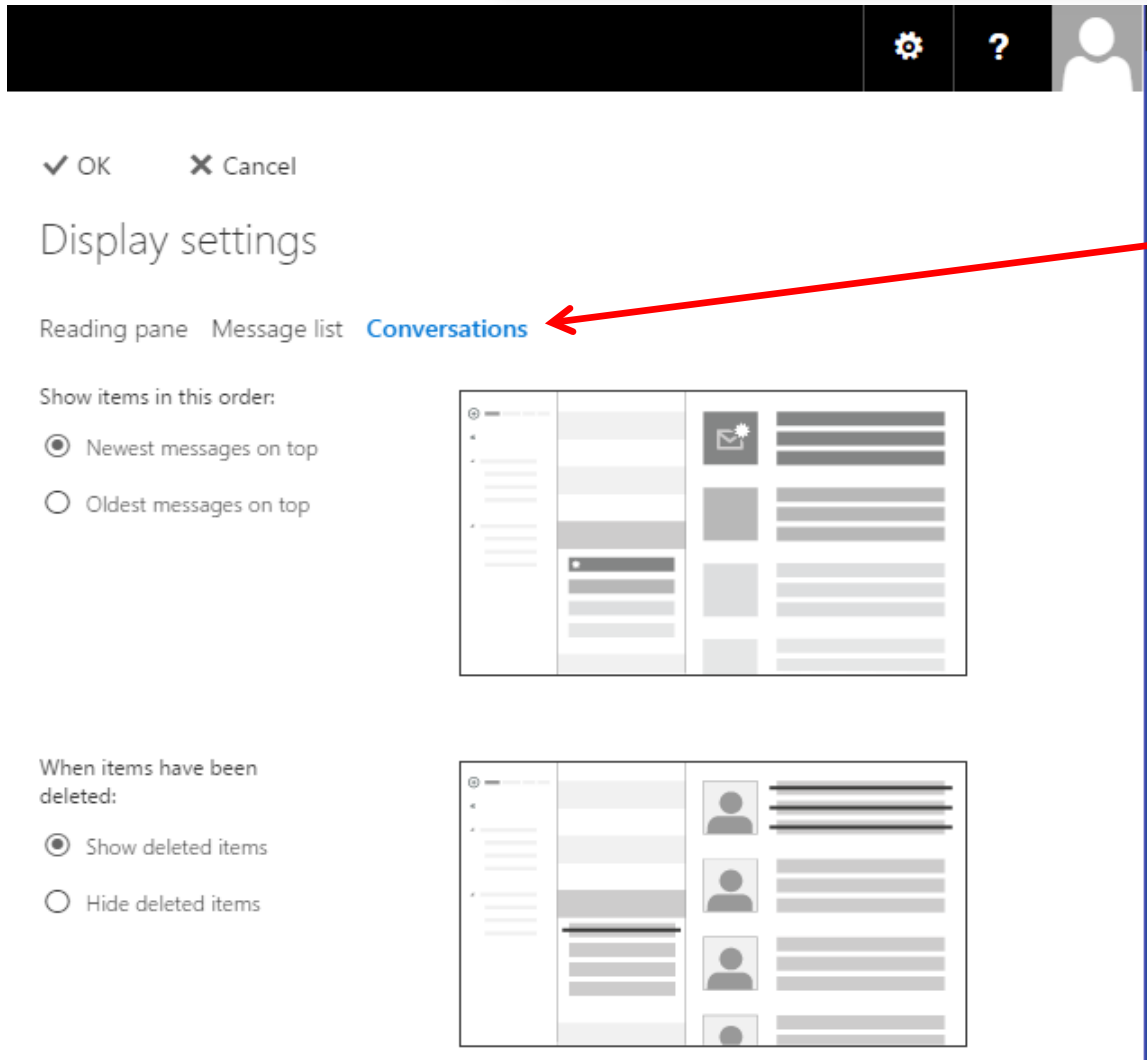 ?
OK Cancel
Display settings
Reading pane Message list Conversations
Show items in this order:
Newest messages on top
Oldest messages on top
When items have been
deleted:
Show deleted items
Hide deleted items